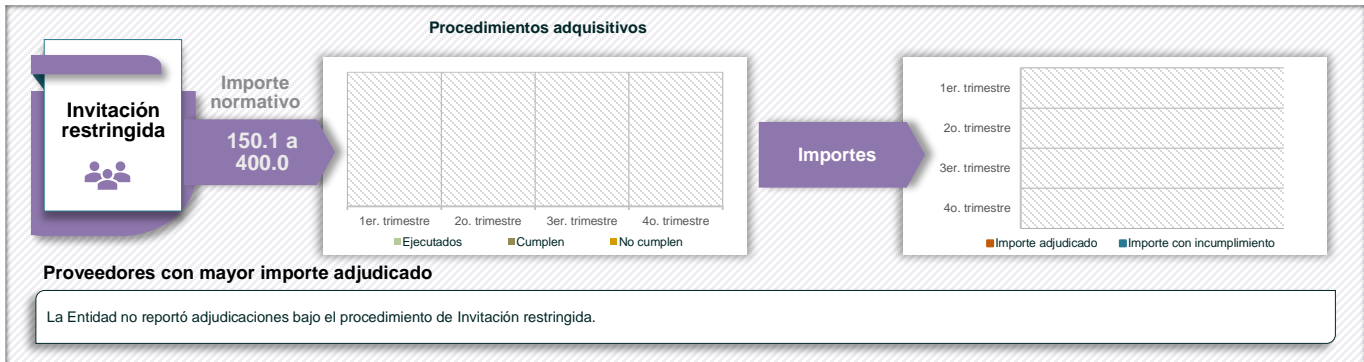 Procedimientos adquisitivos
Invitación
restringida
Importe
normativo
150.1 a
400.0
1er. trimestre 2o. trimestre 3er. trimestre 4o. trimestre
Ejecutados Cumplen No cumplen
Importes
1er. trimestre
2o. trimestre
3er. trimestre
4o. trimestre
Importe adjudicado Importe con incumplimiento
Proveedores con mayor importe adjudicado
La Entidad no reportó adjudicaciones bajo el procedimiento de Invitación restringida.